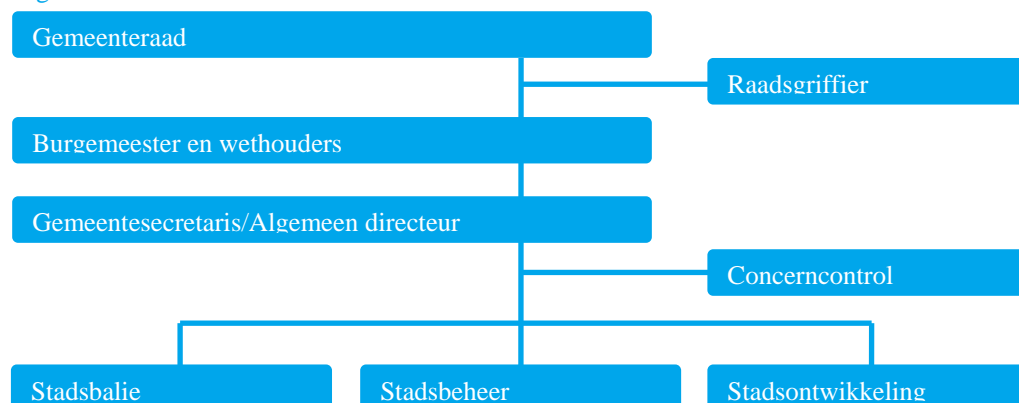 Gemeenteraad
Raadsgriffier
Burgemeester en wethouders
Gemeentesecretaris/Algemeen directeur
Concerncontrol
Stadsbalie
Stadsbeheer
Stadsontwikkeling